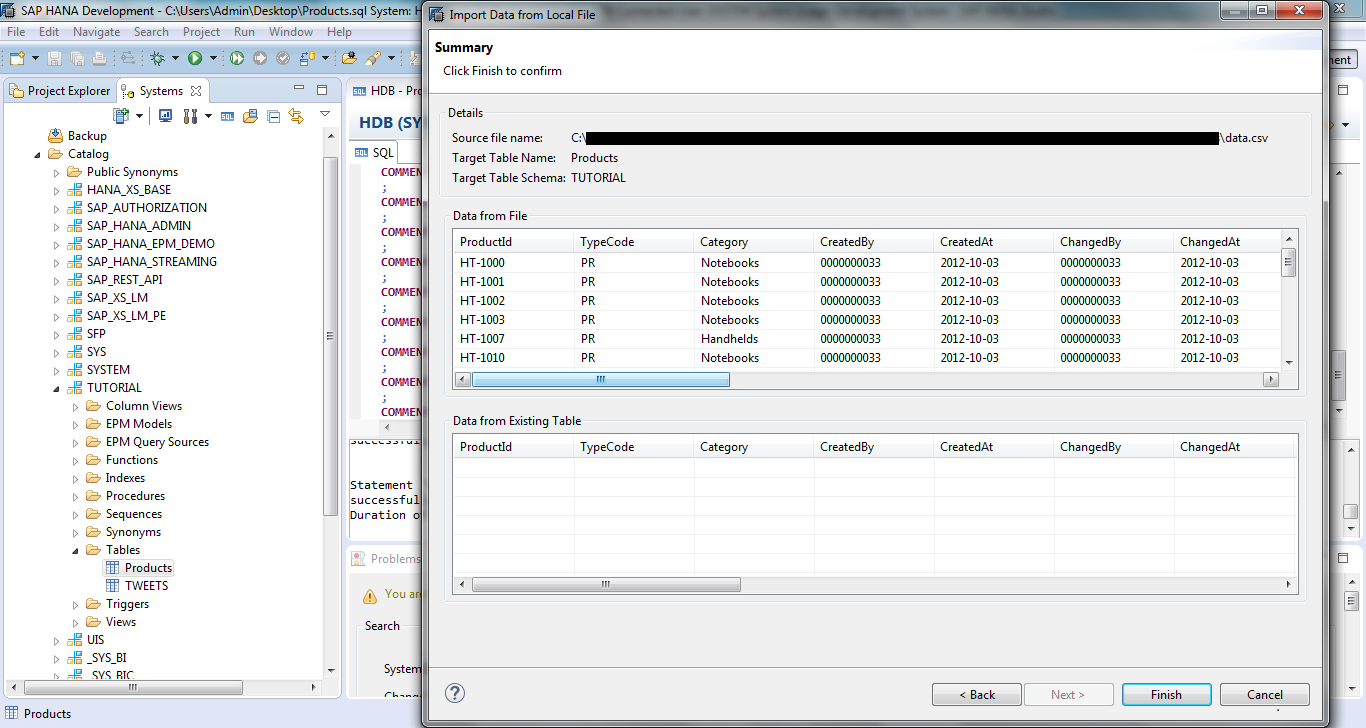 SAP HANA Development - C:\Users\Admin\Desktop\Products.sql System: H
File Edit Navigate Search Project Run Window Help
Project Explorer Systems
Backup
Catalog
Public Synonyms
HANA_XS_BASE
SAP_AUTHORIZATION
SAP_HANA_ADMIN
SAP_HANA_EPM_DEMO
SAP_HANA_STREAMING
SAP_REST_API
SAP_XS_LM
SAP_XS_LM_PE
SFP
SYS
SYSTEM
TUTORIAL
Column Views
EPM Models
EPM Query Sources
Functions
Indexes
Procedures
Sequences
Synonyms
Tables
Products
TWEETS
Triggers
Views
UIS
_SYS_BI
_SYS_BIC
Products
SQL HDB - Pro
HDB (SY
SQL SQL
COMMEN
;
COMMEN
;
COMMEN
;
COMMEN
;
COMMEN
;
COMMEN
;
COMMEN
;
COMMEN
;
COMMEN
successful
Statement
successful
Duration o
Problems
You are
Search
System
Chang
Import Data from Local File
Summary
Click Finish to confirm
Details
Source file name: C:\ \data.csv
Target Table Name: Products
Target Table Schema: TUTORIAL
Data from File
ProductId TypeCode Category CreatedBy CreatedAt ChangedBy ChangedAt
HT-1000 PR Notebooks 0000000033 2012-10-03 0000000033 2012-10-03
HT-1001 PR Notebooks 0000000033 2012-10-03 0000000033 2012-10-03
HT-1002 PR Notebooks 0000000033 2012-10-03 0000000033 2012-10-03
HT-1003 PR Notebooks 0000000033 2012-10-03 0000000033 2012-10-03
HT-1007 PR Handhelds 0000000033 2012-10-03 0000000033 2012-10-03
HT-1010 PR Notebooks 0000000033 2012-10-03 0000000033 2012-10-03
Data from Existing Table
ProductId TypeCode Category CreatedBy CreatedAt ChangedBy ChangedAt
< Back Next > Finish Cancel
ment